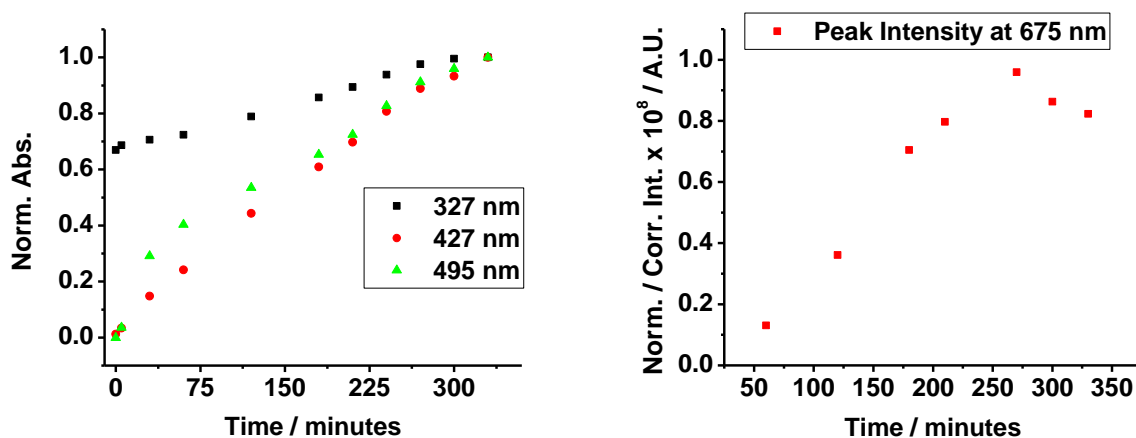 1.0
0.8
0.6
0.4
0.2
0.0
Norm. Abs.
327 nm
427 nm
495 nm
0 75 150 225 300
Time / minutes
Peak Intensity at 675 nm
1.0
0.8
0.6
0.4
0.2
0.0
Norm. / Corr. Int. x 10⁸ / A.U.
50 100 150 200 250 300 350
Time / minutes